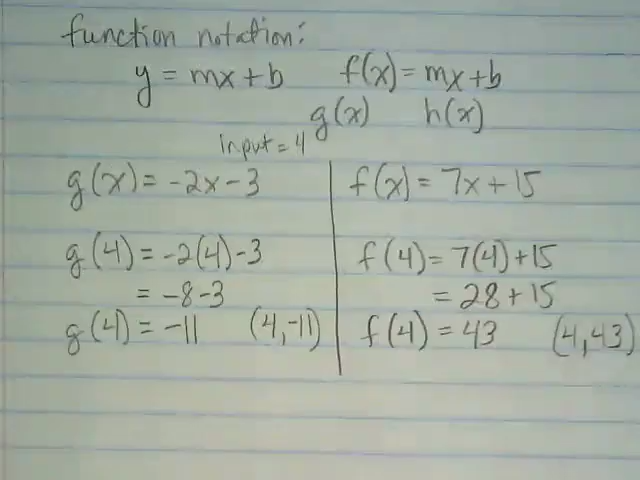 function notation:
y = mx + b    f(x) = mx + b
g(x)    h(x)
input = 4
g(x) = -2x - 3
g(4) = -2(4) - 3
= -8 - 3
g(4) = -11    (4, -11)
f(x) = 7x + 15
f(4) = 7(4) + 15
= 28 + 15
f(4) = 43    (4, 43)